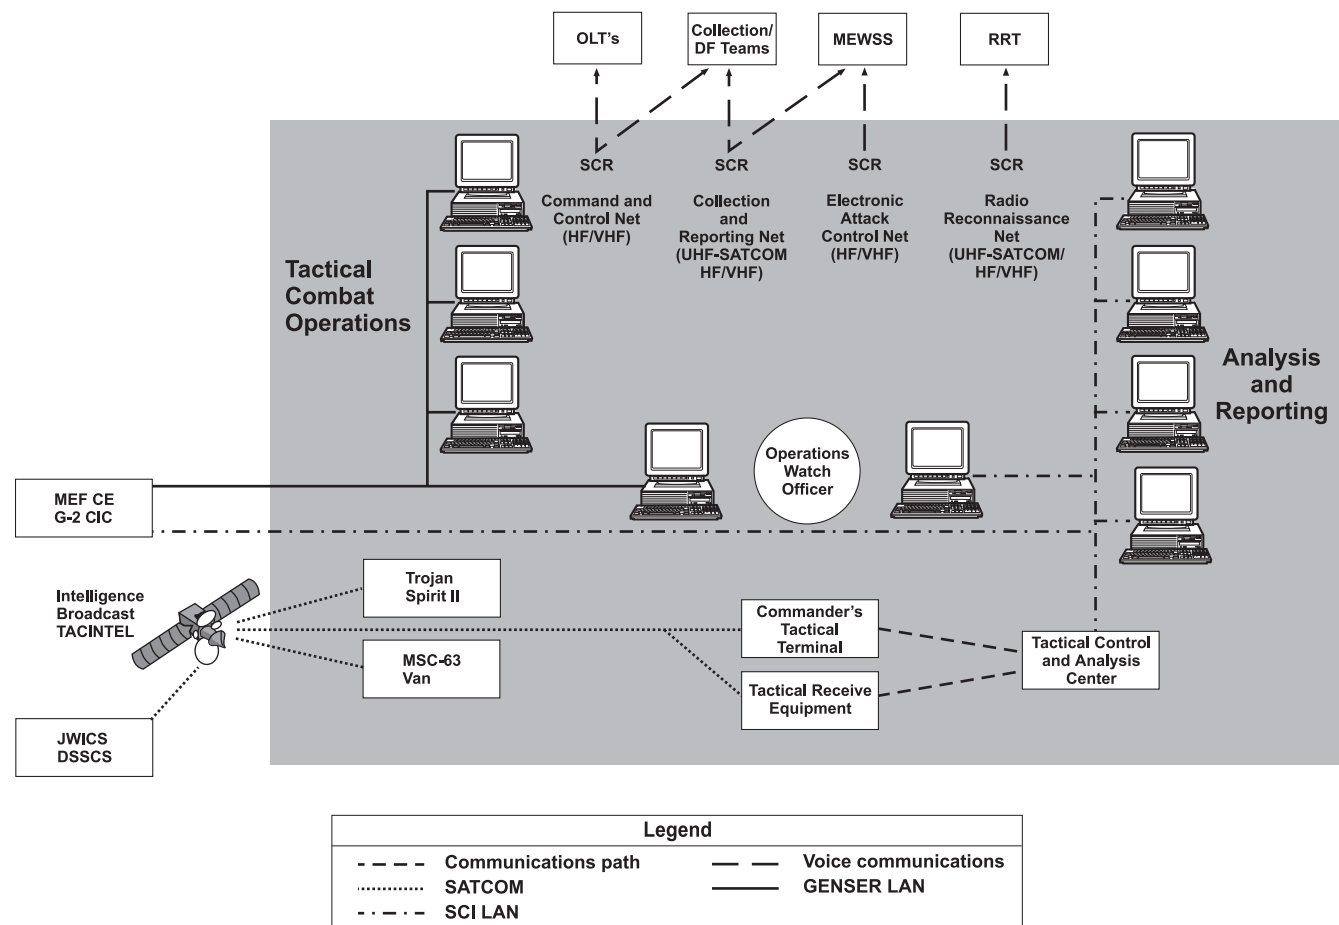 OLT's
Collection/
DF Teams
MEWSS
RRT
SCR
SCR
SCR
SCR
Command and
Control Net
(HF/VHF)
Collection
and
Reporting Net
(UHF-SATCOM
HF/VHF)
Electronic
Attack
Control Net
(HF/VHF)
Radio
Reconnaissance
Net
(UHF-SATCOM/
HF/VHF)
Tactical
Combat
Operations
Analysis
and
Reporting
Operations
Watch
Officer
MEF CE
G-2 CIC
Intelligence
Broadcast
TACINTEL
Trojan
Spirit II
MSC-63
Van
Commander's
Tactical
Terminal
Tactical Receive
Equipment
Tactical Control
and Analysis
Center
JWICS
DSSCS
Legend
Communications path
Voice communications
SATCOM
GENSER LAN
SCI LAN